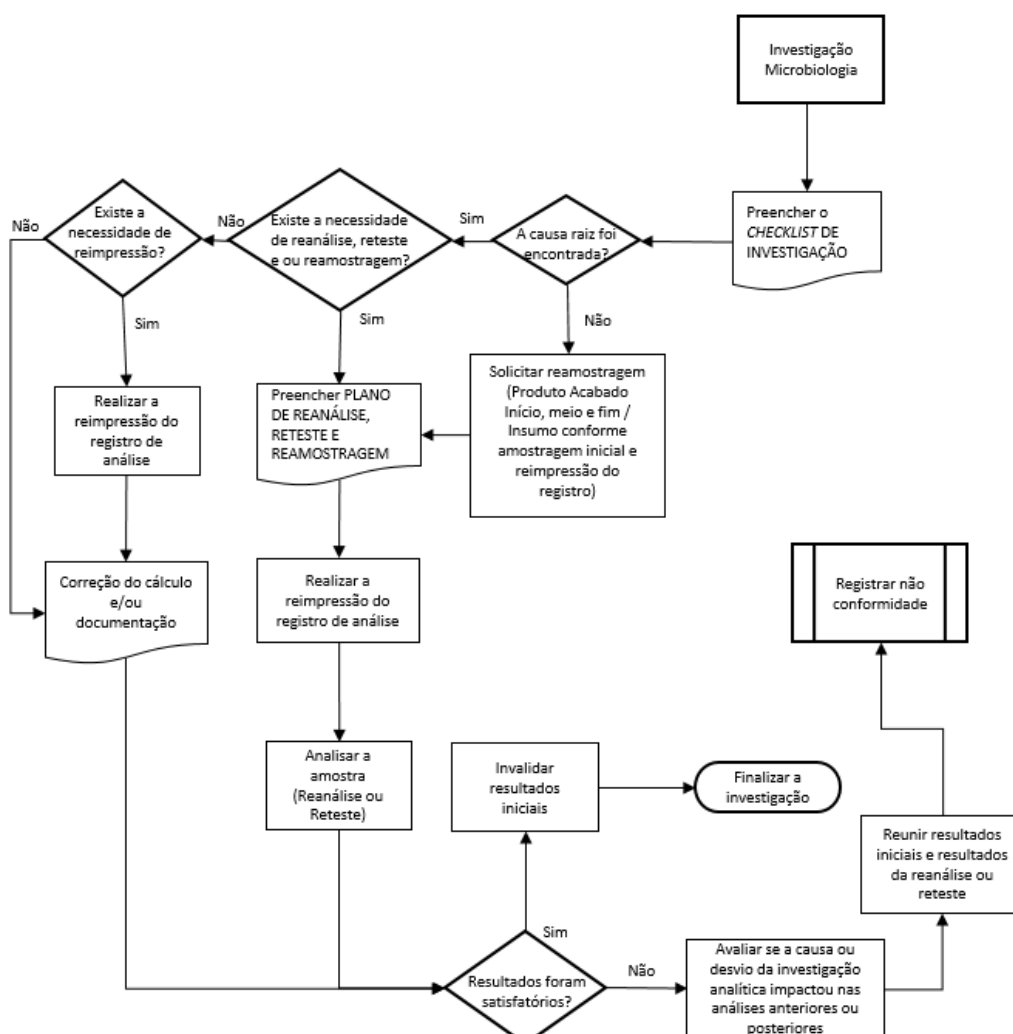 Investigação
Microbiologia
Preencher o
CHECKLIST DE
INVESTIGAÇÃO
A causa raiz foi
encontrada?
Sim
Não
Existe a necessidade
de reanálise, reteste
e ou reamostragem?
Não
Sim
Existe a
necessidade de
reimpressão?
Não
Sim
Solicitar reamostragem
(Produto Acabado
Início, meio e fim /
Insumo conforme
amostragem inicial e
reimpressão do
registro)
Preencher PLANO
DE REANÁLISE,
RETESTE E
REAMOSTRAGEM
Realizar a
reimpressão do
registro de
análise
Correção do cálculo
e/ou
documentação
Realizar a
reimpressão do
registro de análise
Analisar a
amostra
(Reanálise ou
Reteste)
Resultados foram
satisfatórios?
Sim
Não
Invalidar
resultados
iniciais
Finalizar a
investigação
Avaliar se a causa ou
desvio da investigação
analítica impactou nas
análises anteriores ou
posteriores
Reunir resultados
iniciais e resultados
da reanálise ou
reteste
Registrar não
conformidade